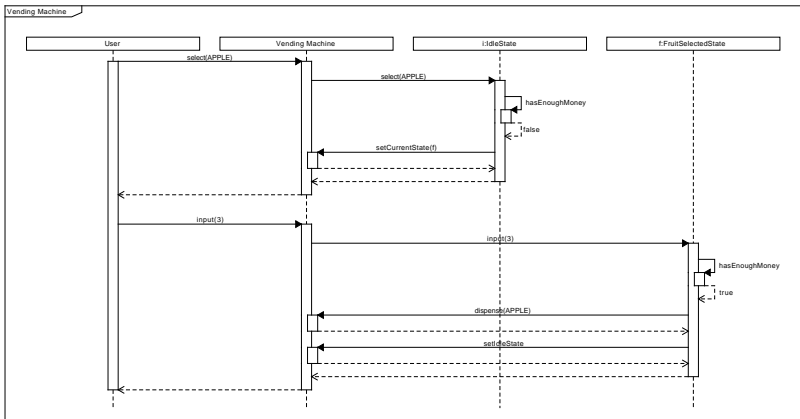 Vending Machine
User
Vending Machine
i:IdleState
f:FruitSelectedState
select(APPLE)
select(APPLE)
hasEnoughMoney
false
setCurrentState(f)
input(3)
input(3)
hasEnoughMoney
true
dispense(APPLE)
setIdleState